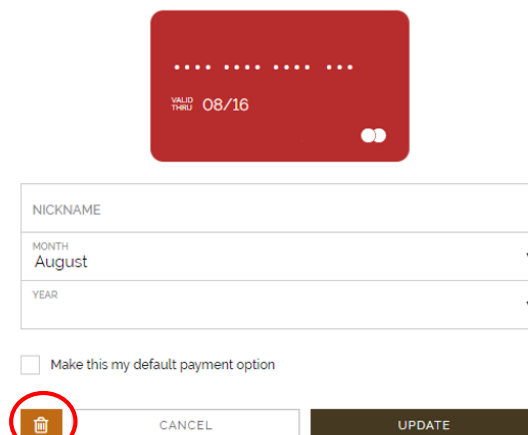 •••• •••• •••• •••
VALID
THRU 08/16
NICKNAME
MONTH
August
YEAR
Make this my default payment option
CANCEL UPDATE